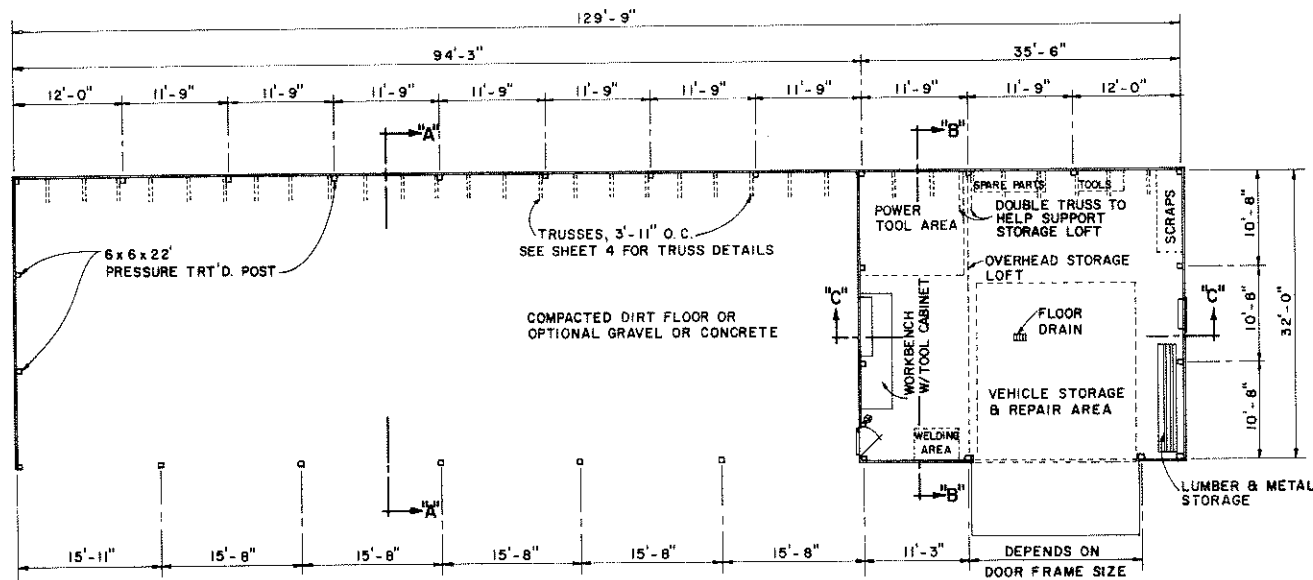 129'-9"
94'-3"
35'-6"
12'-0"
11'-9"
11'-9"
11'-9"
11'-9"
11'-9"
11'-9"
11'-9"
11'-9"
11'-9"
12'-0"
"A"
"B"
SPARE PARTS
TOOLS
POWER
TOOL AREA
DOUBLE TRUSS TO
HELP SUPPORT
STORAGE LOFT
SCRAPS
10'-8"
TRUSSES, 3'-11" O.C.
SEE SHEET 4 FOR TRUSS DETAILS
6 x 6 x 22'
PRESSURE TRT'D. POST
OVERHEAD STORAGE
LOFT
"C"
"C"
10'-8"
32'-0"
COMPACTED DIRT FLOOR OR
OPTIONAL GRAVEL OR CONCRETE
FLOOR
DRAIN
WORKBENCH
W/TOOL CABINET
VEHICLE STORAGE
& REPAIR AREA
10'-8"
WELDING
AREA
LUMBER & METAL
STORAGE
"A"
"B"
15'-11"
15'-8"
15'-8"
15'-8"
15'-8"
15'-8"
11'-3"
DEPENDS ON
DOOR FRAME SIZE